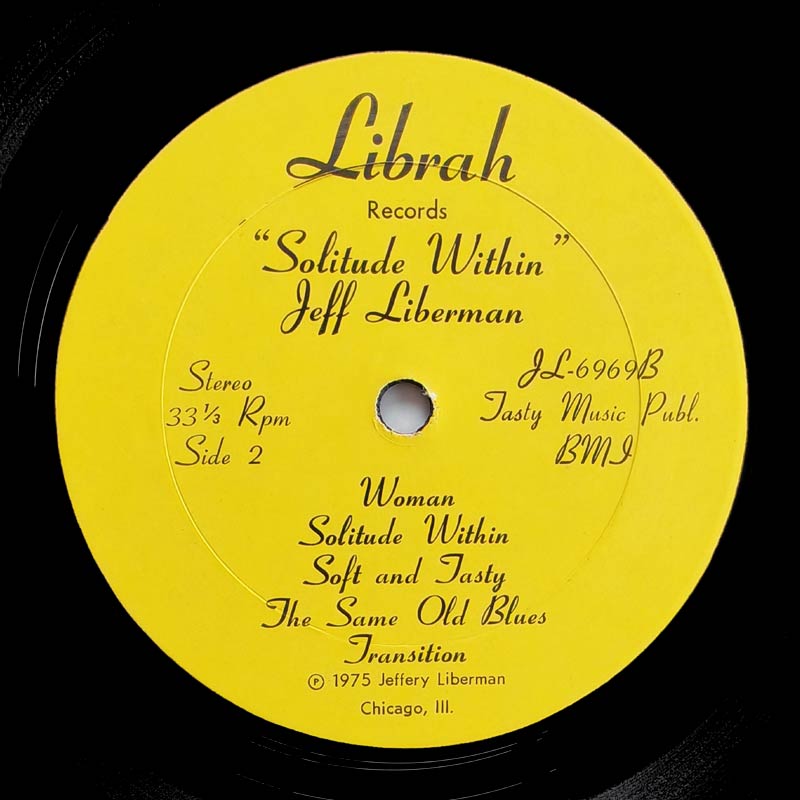 Librah
Records
“Solitude Within”
Jeff Liberman
Stereo
33⅓ Rpm
Side 2
JL-6969B
Tasty Music Publ.
BMI
Woman
Solitude Within
Soft and Tasty
The Same Old Blues
Transition
℗ 1975 Jeffery Liberman
Chicago, Ill.